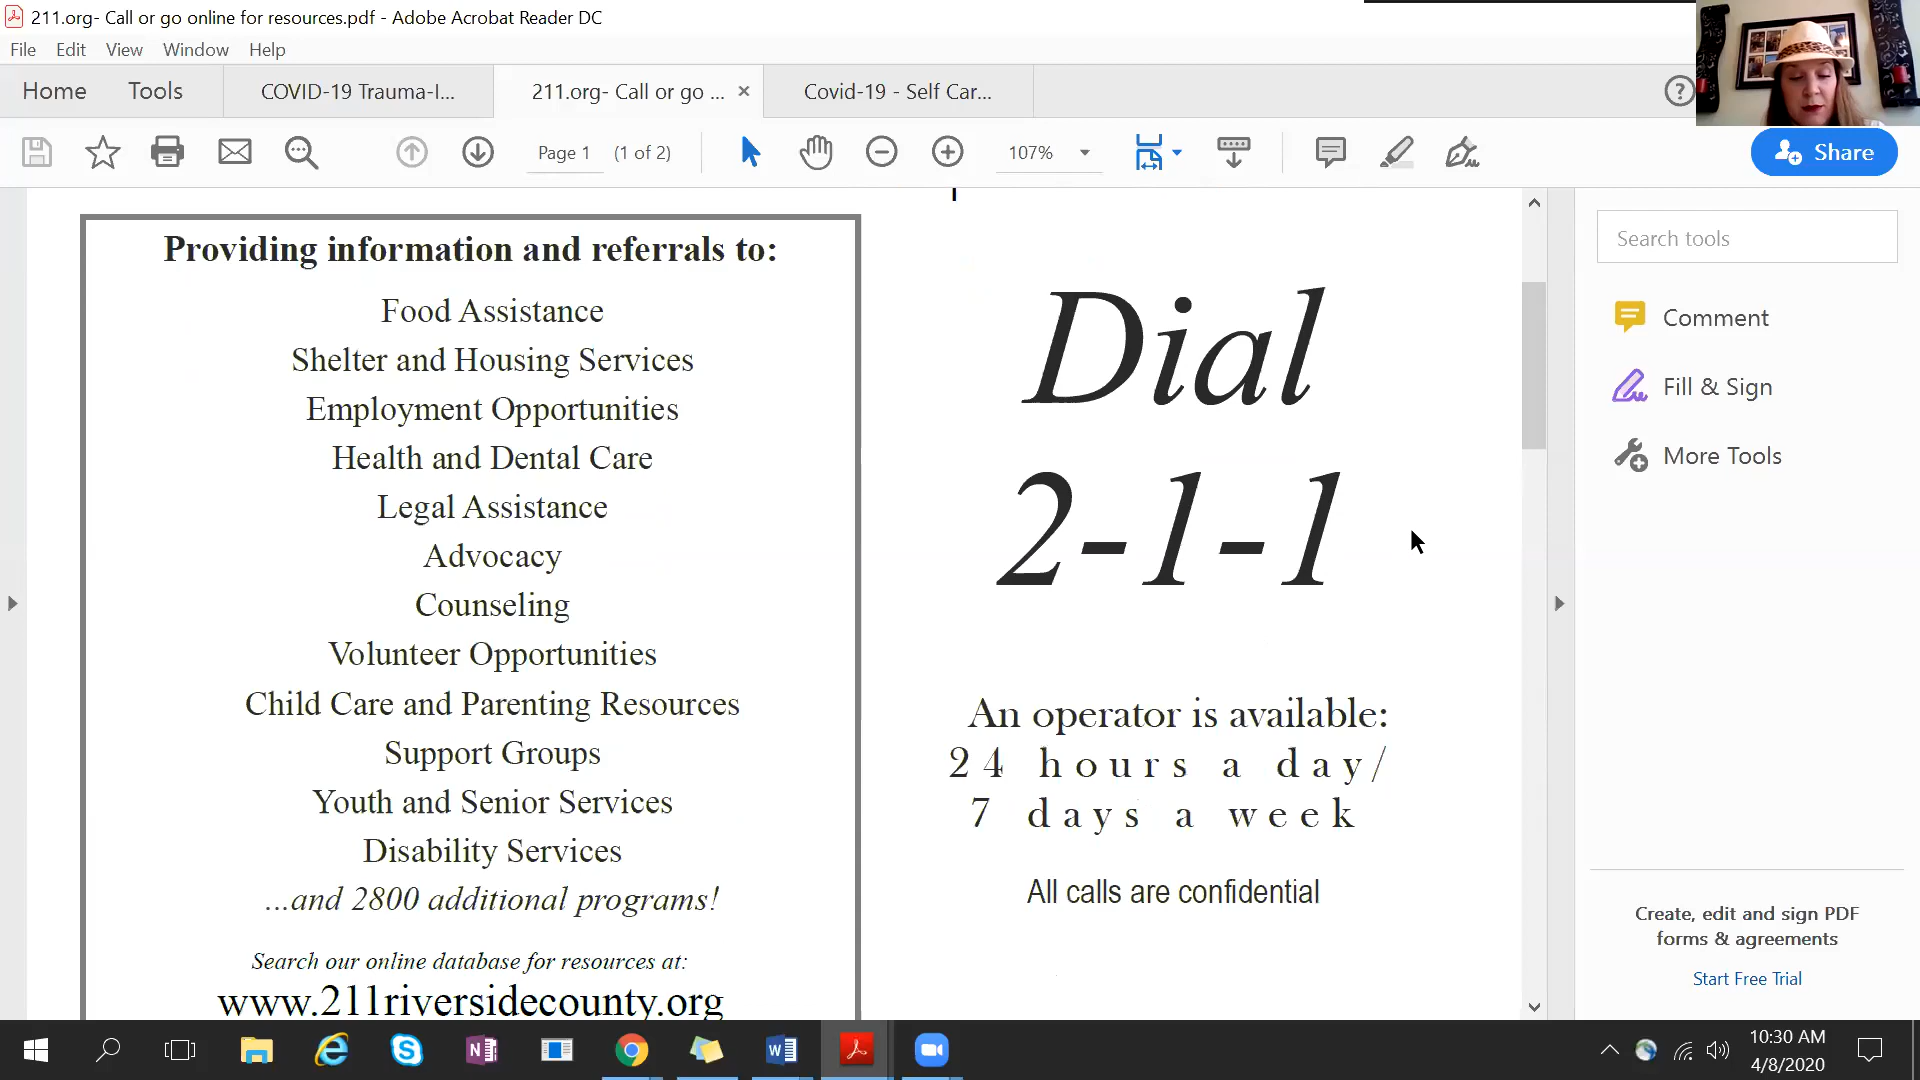 211.org- Call or go online for resources.pdf - Adobe Acrobat Reader DC
File Edit View Window Help
Home Tools COVID-19 Trauma-I... 211.org- Call or go ... Covid-19 - Self Car...
Page 1 (1 of 2) 107% Share
Providing information and referrals to:
Food Assistance
Shelter and Housing Services
Employment Opportunities
Health and Dental Care
Legal Assistance
Advocacy
Counseling
Volunteer Opportunities
Child Care and Parenting Resources
Support Groups
Youth and Senior Services
Disability Services
...and 2800 additional programs!
Search our online database for resources at:
www.211riversidecounty.org
Dial
2-1-1
An operator is available:
24 hours a day/
7 days a week
All calls are confidential
Search tools
Comment
Fill & Sign
More Tools
Create, edit and sign PDF
forms & agreements
Start Free Trial
10:30 AM
4/8/2020